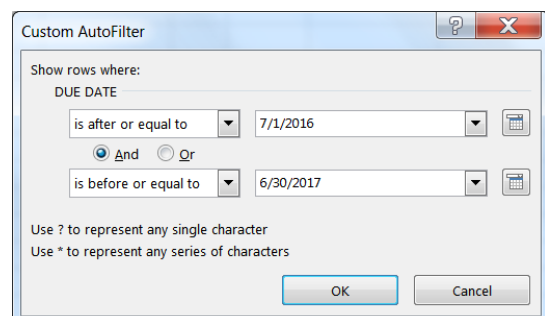 Custom AutoFilter
Show rows where:
DUE DATE
is after or equal to 7/1/2016
And Or
is before or equal to 6/30/2017
Use ? to represent any single character
Use * to represent any series of characters
OK Cancel